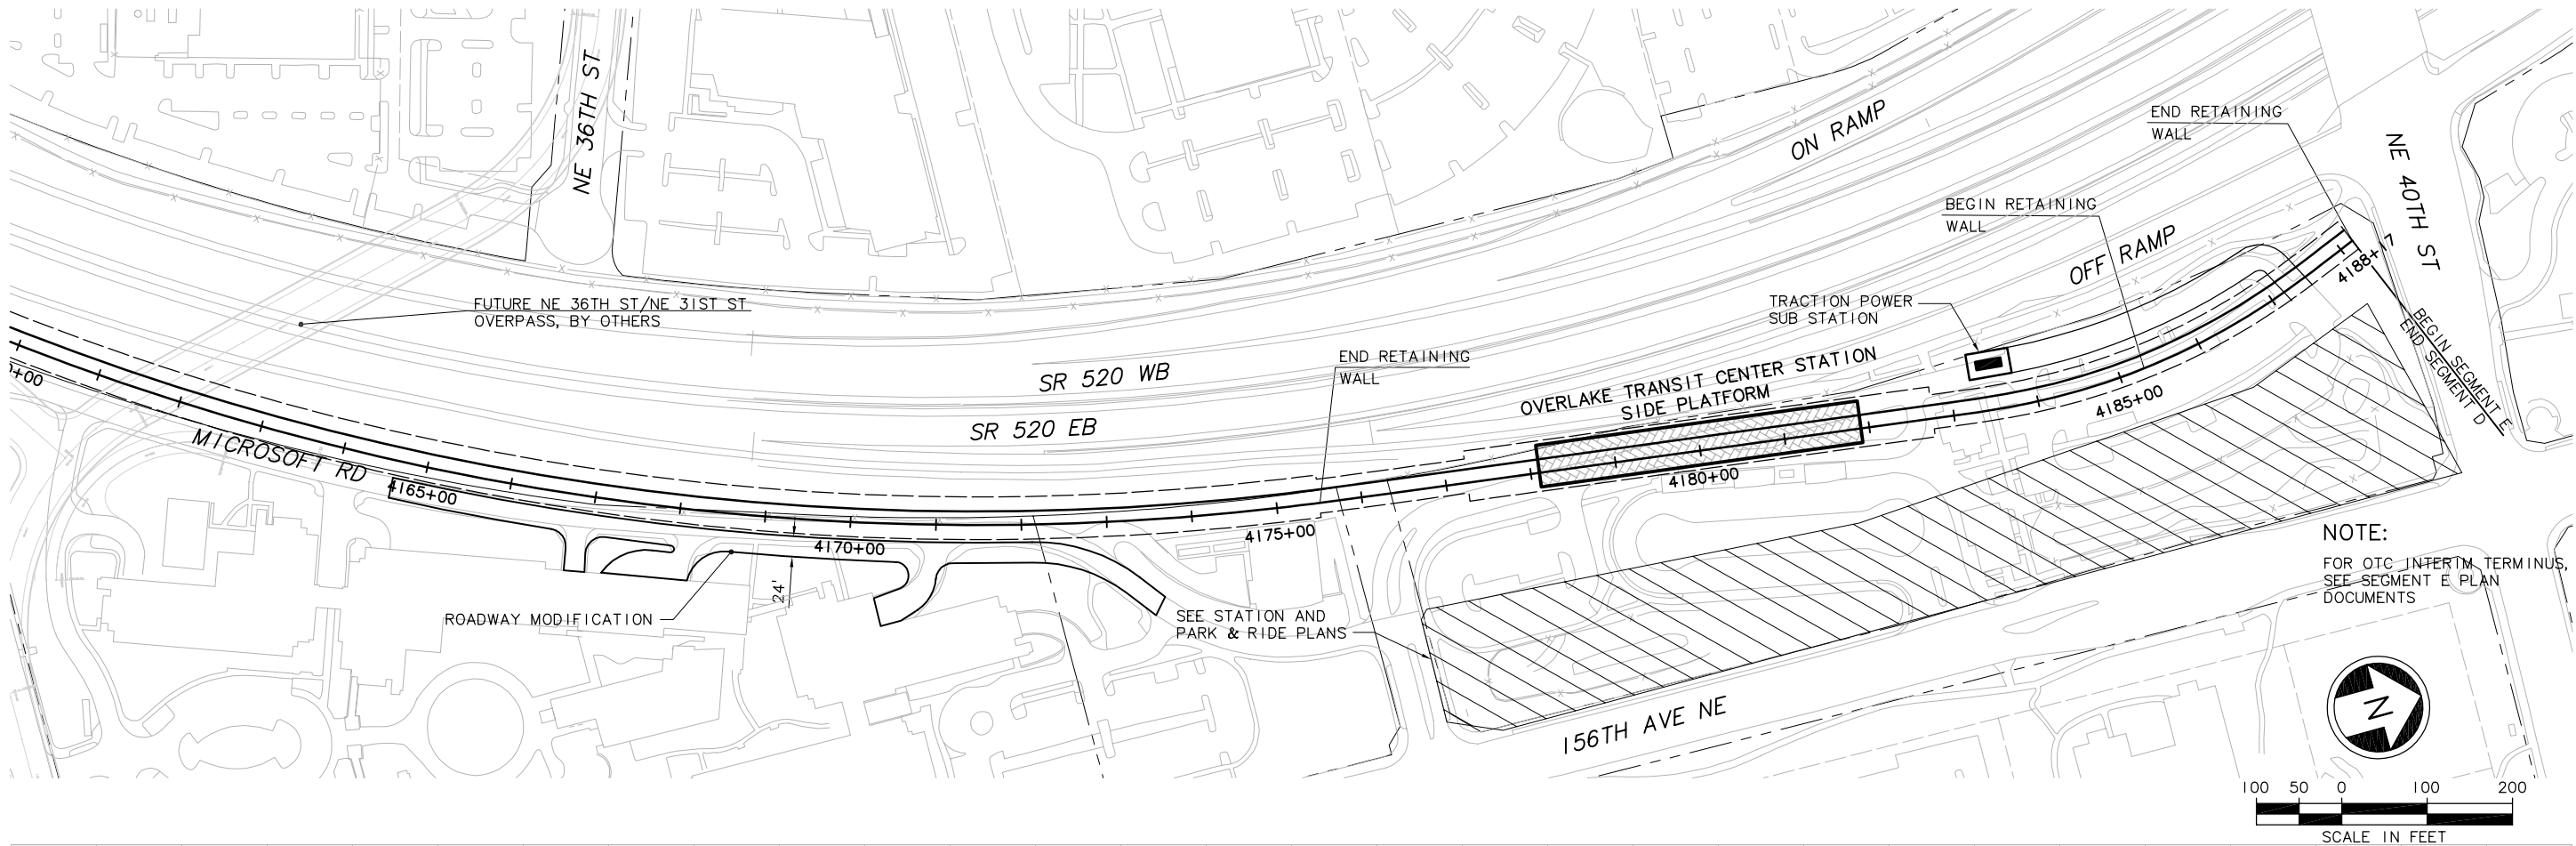 NE 36TH ST
ON RAMP
END RETAINING
WALL
NE 40TH ST
BEGIN RETAINING
WALL
OFF RAMP
4188+17
FUTURE NE 36TH ST/NE 31ST ST
OVERPASS, BY OTHERS
TRACTION POWER
SUB STATION
BEGIN SEGMENT E
END SEGMENT D
END RETAINING
WALL
OVERLAKE TRANSIT CENTER STATION
SIDE PLATFORM
SR 520 WB
SR 520 EB
+00
MICROSOFT RD
4165+00
4170+00
4175+00
4180+00
4185+00
24'
ROADWAY MODIFICATION
SEE STATION AND
PARK & RIDE PLANS
156TH AVE NE
NOTE:
FOR OTC INTERIM TERMINUS,
SEE SEGMENT E PLAN
DOCUMENTS
N
100 50 0 100 200
SCALE IN FEET